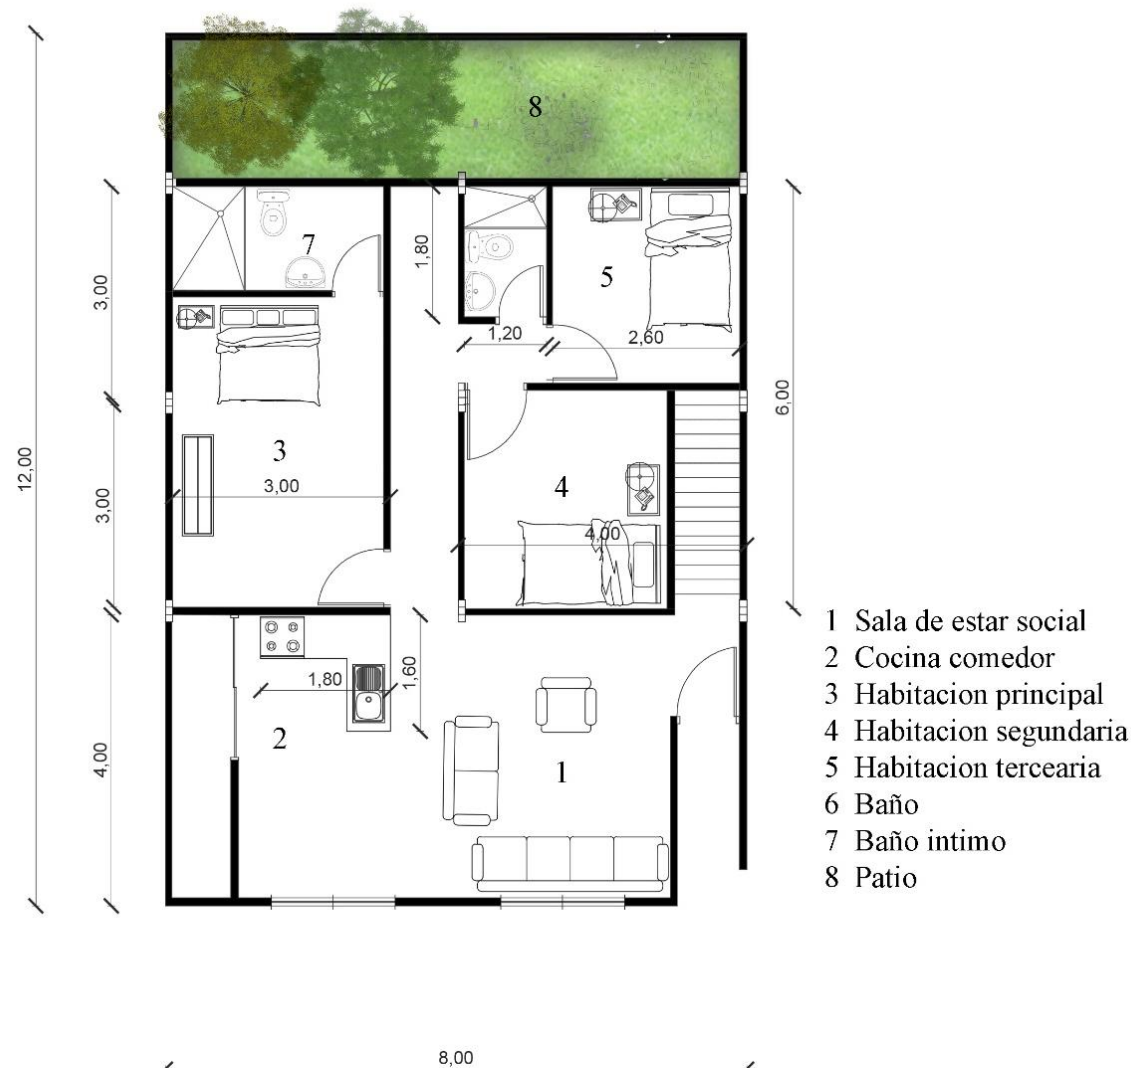 8
7
1,80
5
3,00
1,20
2,60
6,00
12,00
3
3,00
3,00
4
4,00
1 Sala de estar social
2 Cocina comedor
3 Habitacion principal
4 Habitacion segundaria
5 Habitacion tercearia
6 Baño
7 Baño intimo
8 Patio
1,80
1,60
2
1
4,00
8,00